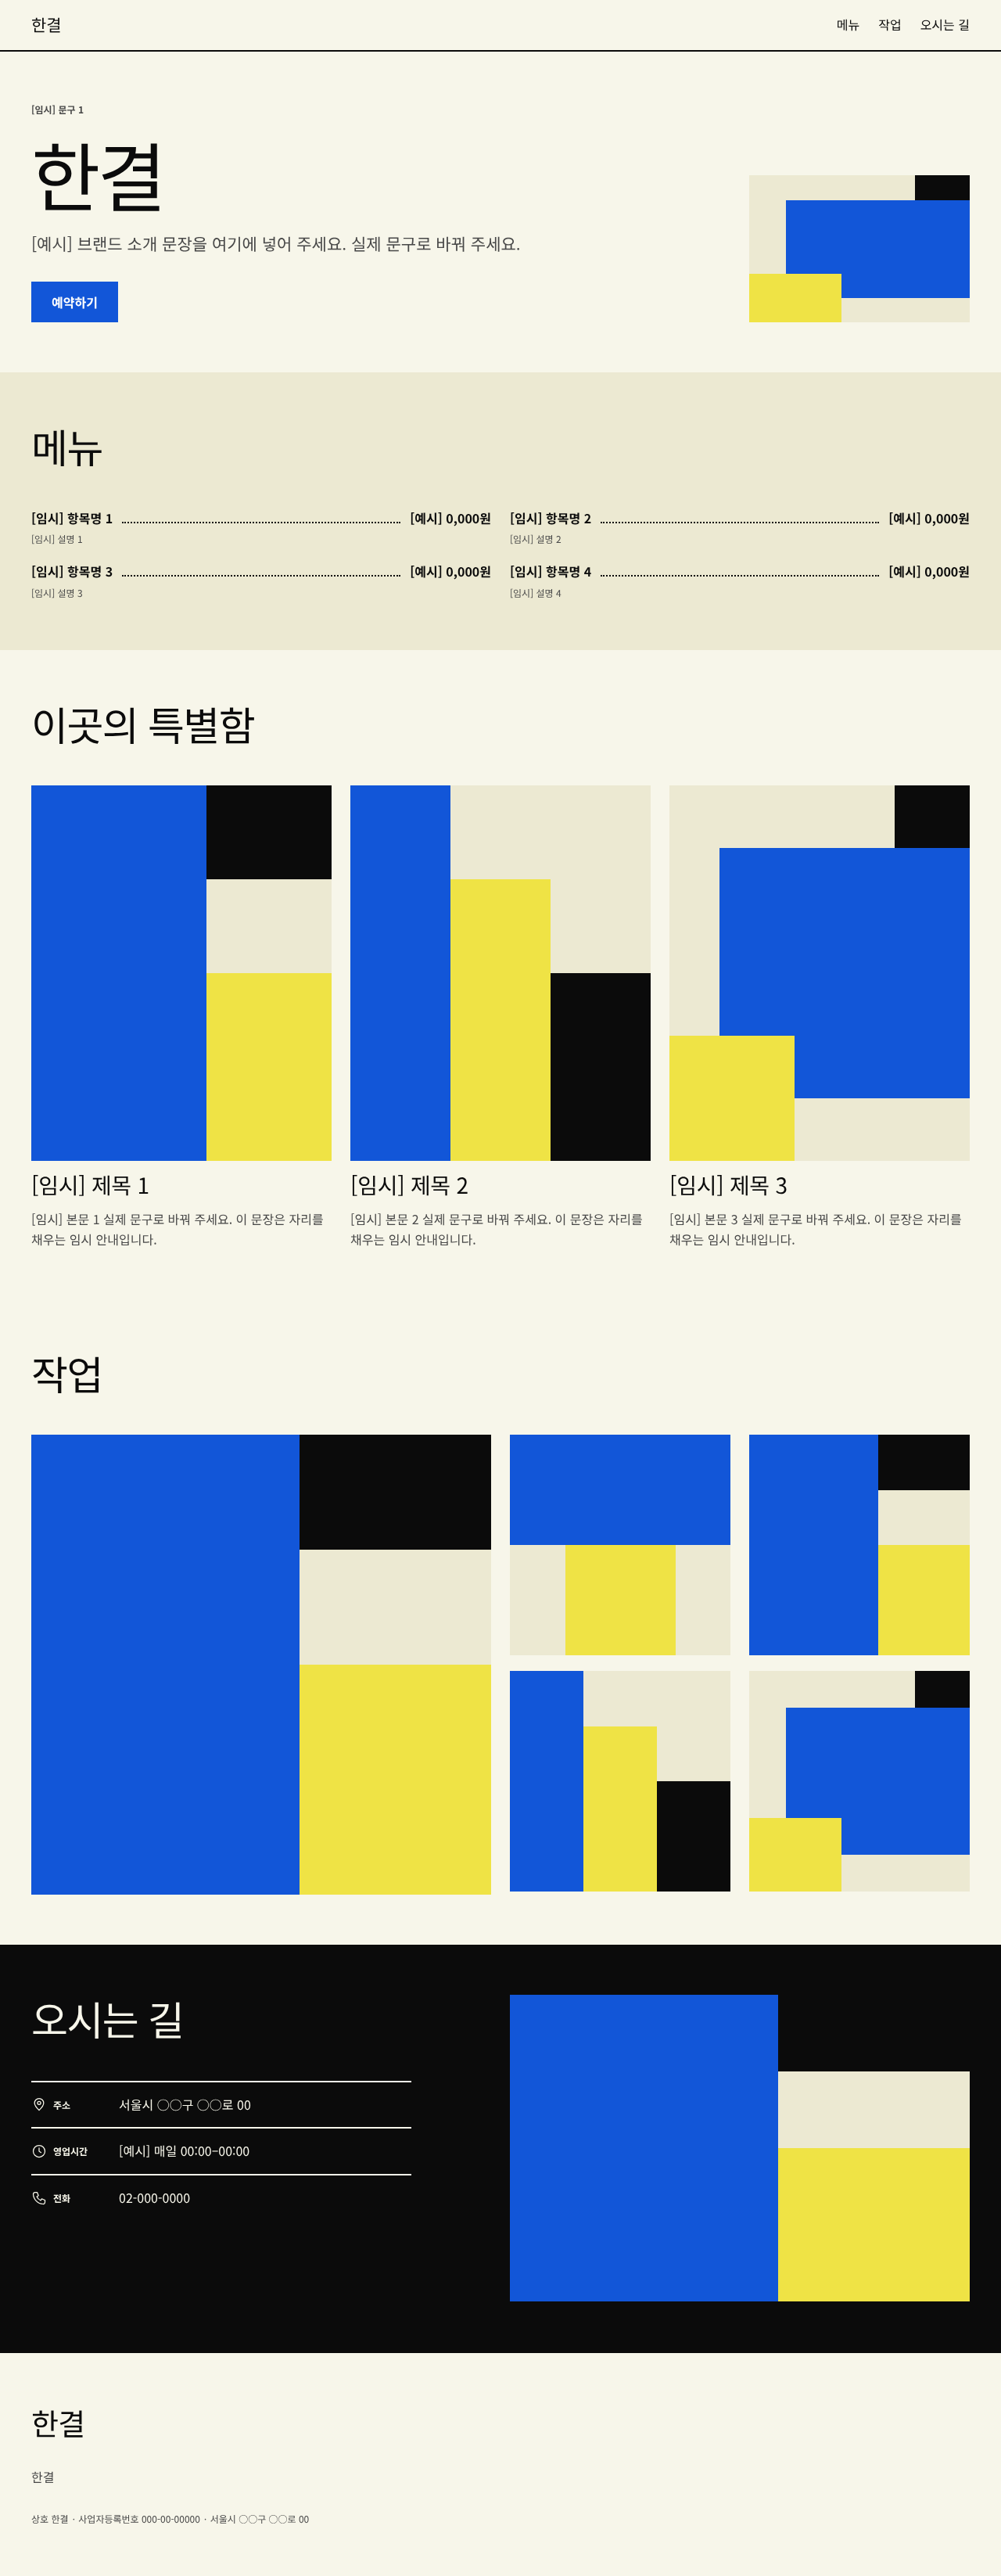 한결
메뉴 작업 오시는 길
[임시] 문구 1
한결
[예시] 브랜드 소개 문장을 여기에 넣어 주세요. 실제 문구로 바꿔 주세요.
예약하기
메뉴
[임시] 항목명 1 [예시] 0,000원
[임시] 설명 1
[임시] 항목명 2 [예시] 0,000원
[임시] 설명 2
[임시] 항목명 3 [예시] 0,000원
[임시] 설명 3
[임시] 항목명 4 [예시] 0,000원
[임시] 설명 4
이곳의 특별함
[임시] 제목 1
[임시] 본문 1 실제 문구로 바꿔 주세요. 이 문장은 자리를
채우는 임시 안내입니다.
[임시] 제목 2
[임시] 본문 2 실제 문구로 바꿔 주세요. 이 문장은 자리를
채우는 임시 안내입니다.
[임시] 제목 3
[임시] 본문 3 실제 문구로 바꿔 주세요. 이 문장은 자리를
채우는 임시 안내입니다.
작업
오시는 길
주소 서울시 〇〇구 〇〇로 00
영업시간 [예시] 매일 00:00–00:00
전화 02-000-0000
한결
한결
상호 한결 · 사업자등록번호 000-00-00000 · 서울시 〇〇구 〇〇로 00